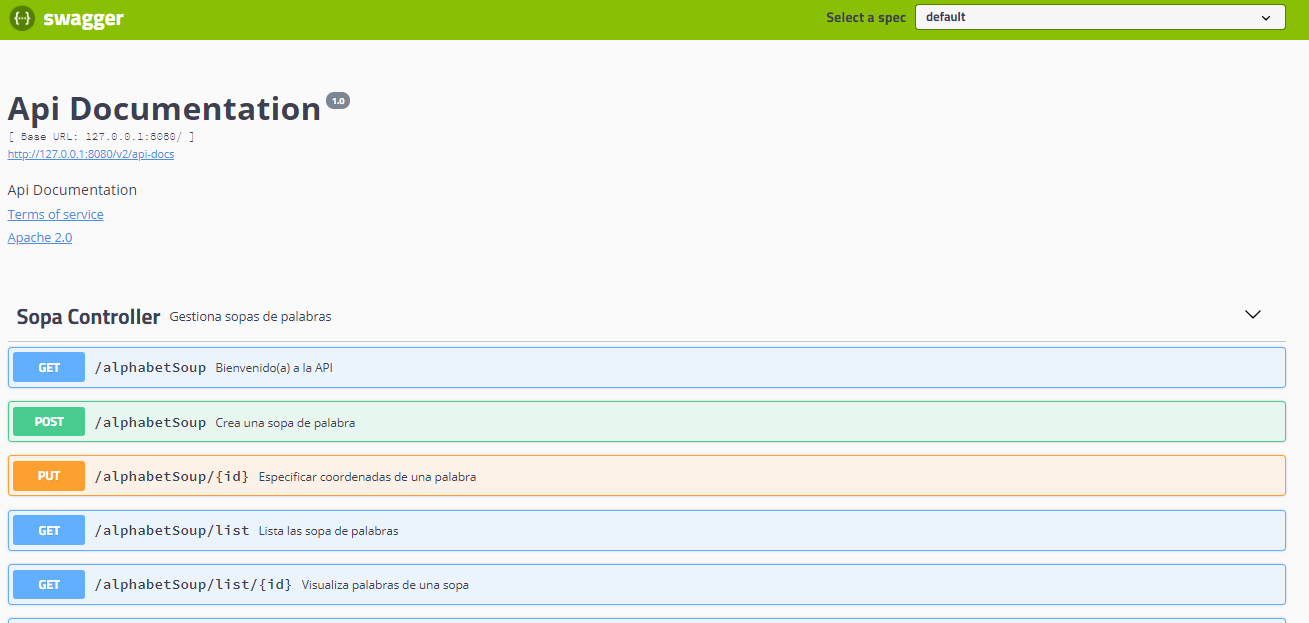 {···} swagger
Select a spec default
Api Documentation 1.0
[ Base URL: 127.0.0.1:8080/ ]
http://127.0.0.1:8080/v2/api-docs
Api Documentation
Terms of service
Apache 2.0
Sopa Controller Gestiona sopas de palabras
GET /alphabetSoup Bienvenido(a) a la API
POST /alphabetSoup Crea una sopa de palabra
PUT /alphabetSoup/{id} Especificar coordenadas de una palabra
GET /alphabetSoup/list Lista las sopa de palabras
GET /alphabetSoup/list/{id} Visualiza palabras de una sopa